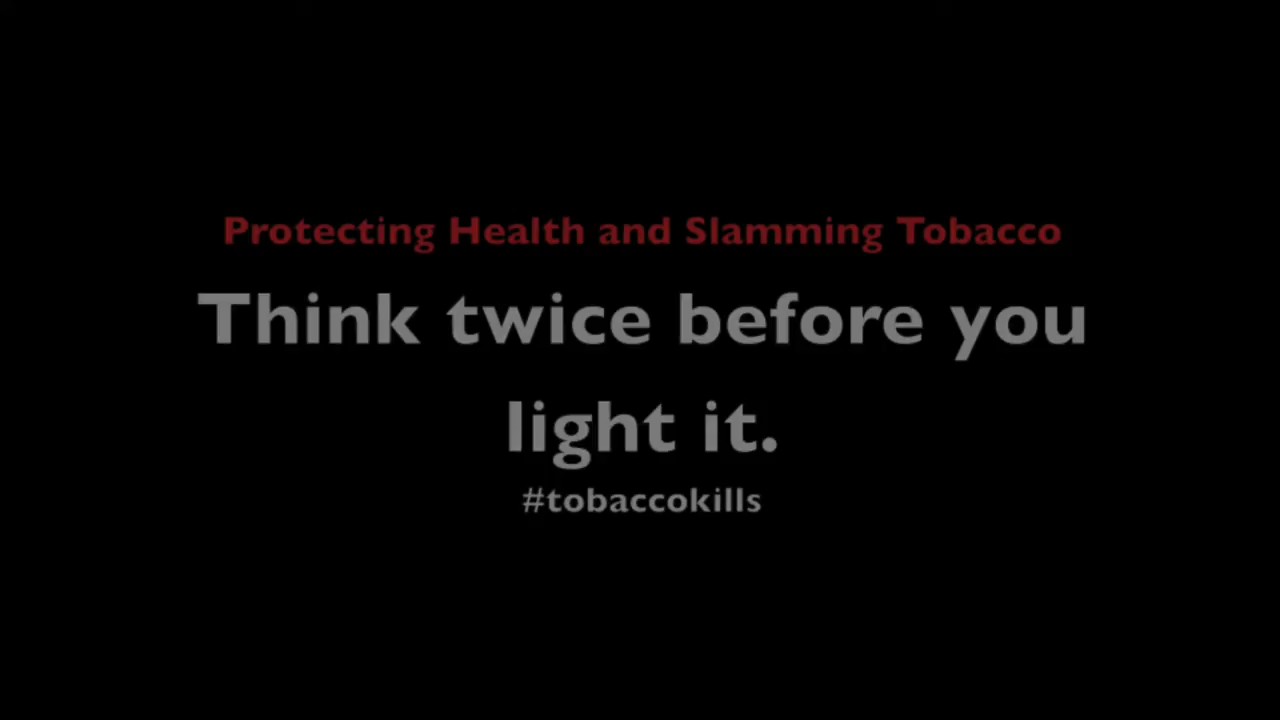 Protecting Health and Slamming Tobacco
Think twice before you
light it.
#tobaccokills